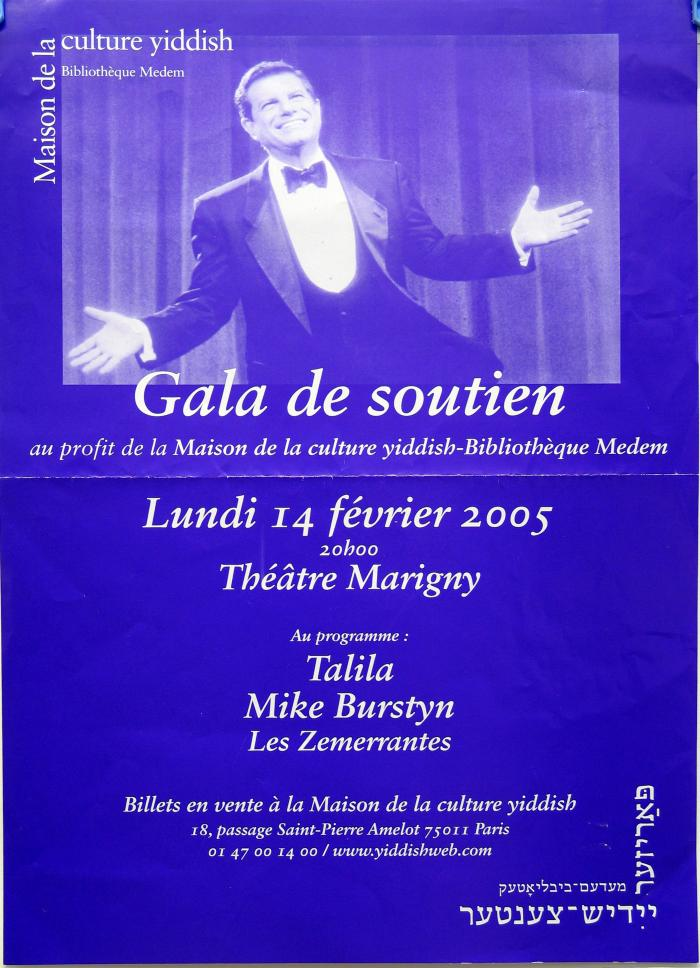 Maison de la
culture yiddish
Bibliothèque Medem
Gala de soutien
au profit de la Maison de la culture yiddish-Bibliothèque Medem
Lundi 14 février 2005
20h00
Théâtre Marigny
Au programme :
Talila
Mike Burstyn
Les Zemerrantes
Billets en vente à la Maison de la culture yiddish
18, passage Saint-Pierre Amelot 75011 Paris
01 47 00 14 00 / www.yiddishweb.com
פּאַריזער
מעדעם־ביבליאָטעק
ייִדיש־צענטער